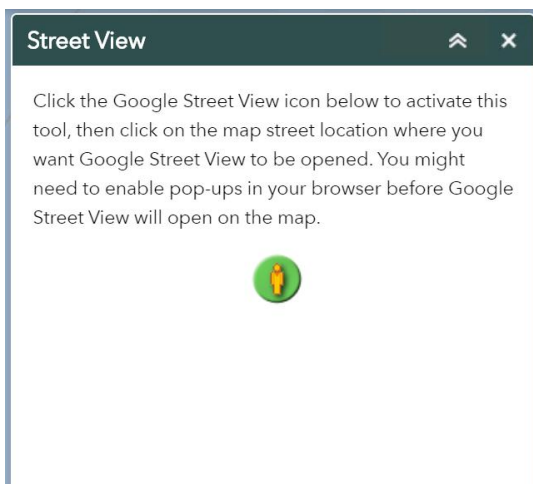 Street View
Click the Google Street View icon below to activate this
tool, then click on the map street location where you
want Google Street View to be opened. You might
need to enable pop-ups in your browser before Google
Street View will open on the map.